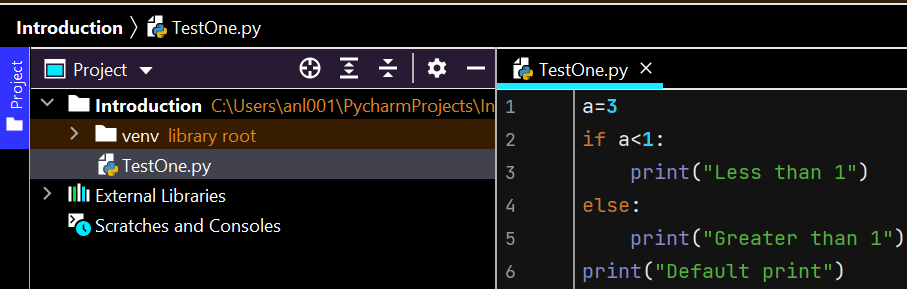 Introduction 〉 TestOne.py
Project
Project
Introduction C:\Users\anl001\PycharmProjects\In
venv library root
TestOne.py
External Libraries
Scratches and Consoles
TestOne.py ×
1 a=3
2 if a<1:
3     print("Less than 1")
4 else:
5     print("Greater than 1")
6 print("Default print")